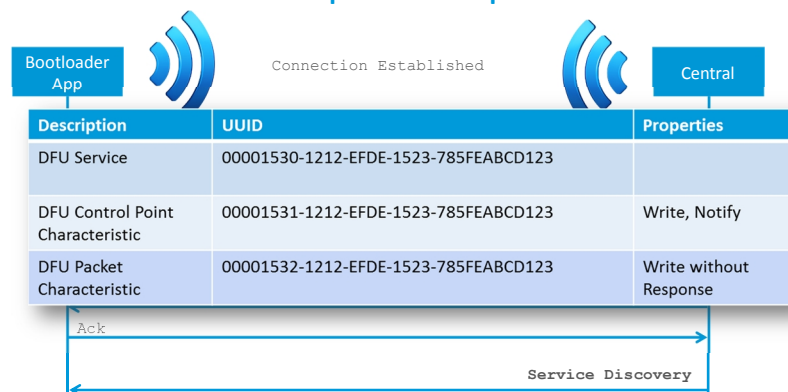 Bootloader
App
Connection Established
Central
Description UUID Properties
DFU Service 00001530-1212-EFDE-1523-785FEABCD123
DFU Control Point
Characteristic 00001531-1212-EFDE-1523-785FEABCD123 Write, Notify
DFU Packet
Characteristic 00001532-1212-EFDE-1523-785FEABCD123 Write without
Response
Ack
Service Discovery